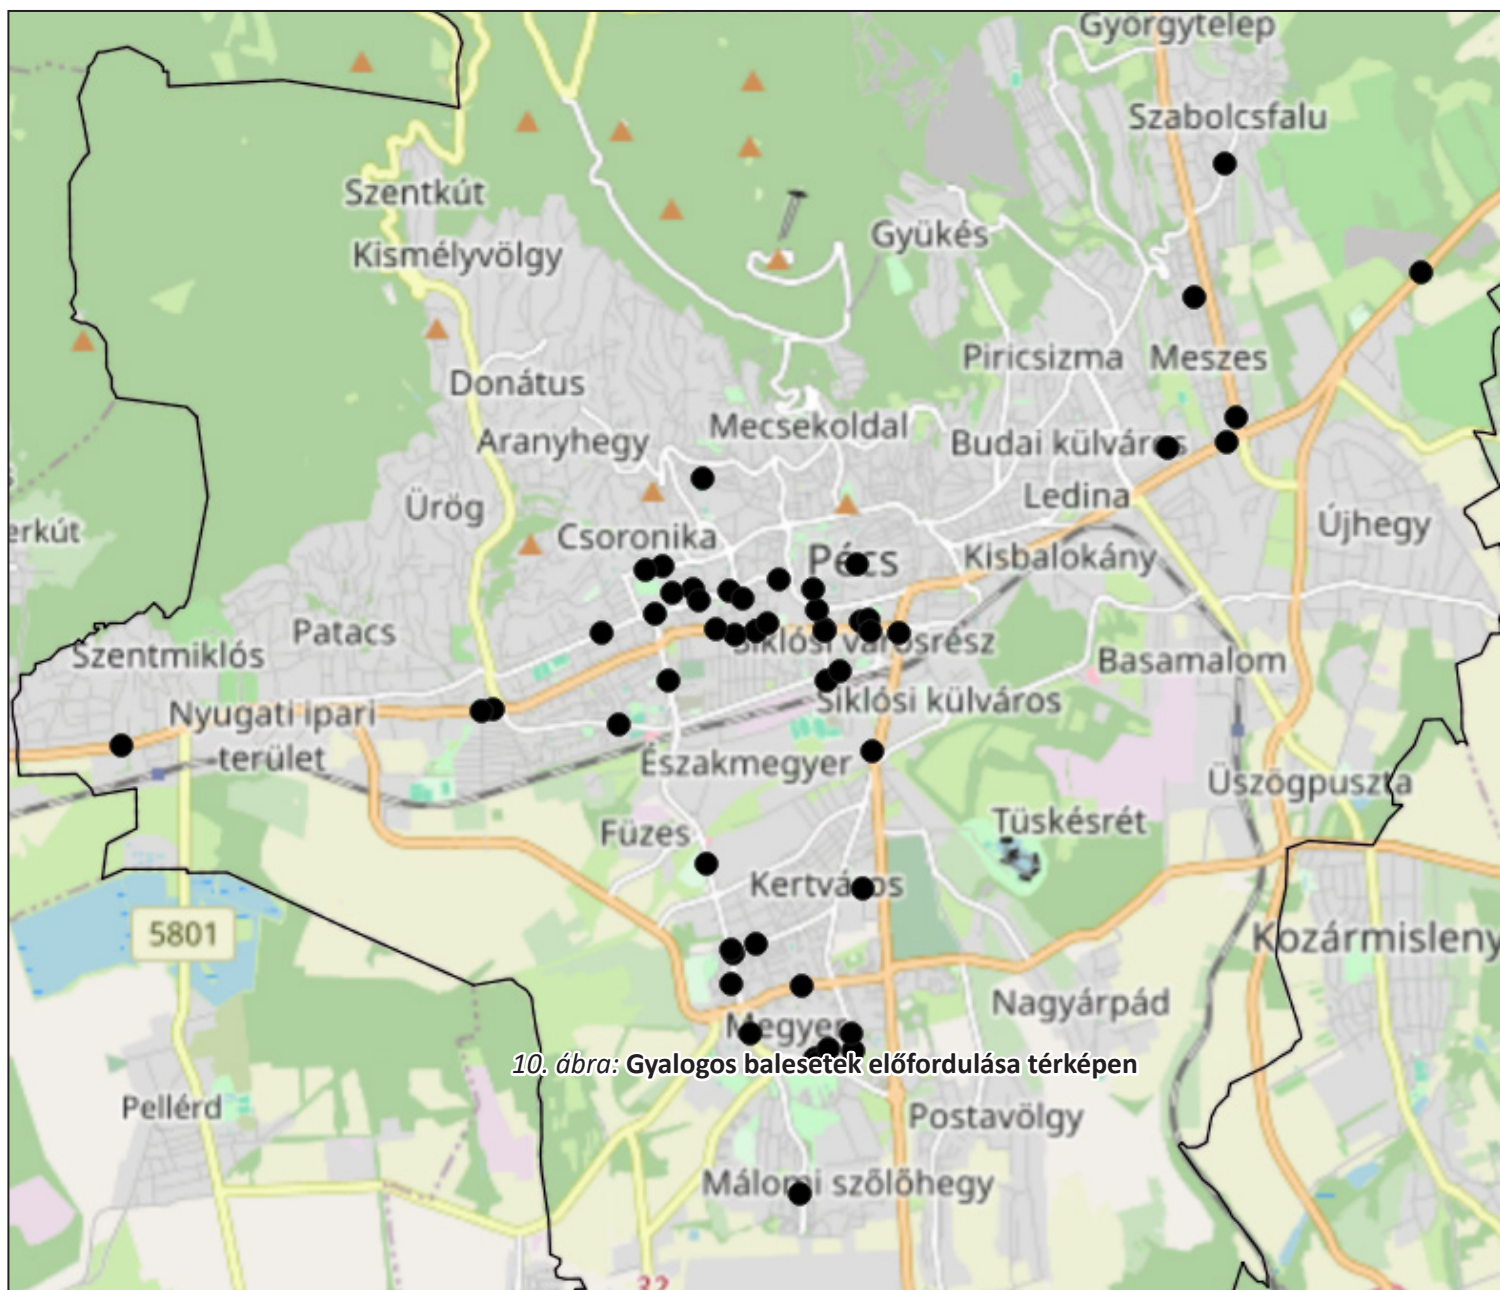 Györgytelep
Szabolcsfalu
Szentkút
Gyükés
Kismélyvölgy
Piricsizma
Meszes
Donátus
Mecsekoldal
Aranyhegy
Budai külváros
Ledina
Ürög
Újhegy
erkút
Csoronika
Pécs
Kisbalokány
Patacs
Siklósi városrész
Szentmiklós
Basamalom
Siklósi külváros
Nyugati ipari
terület
Északmegyer
Üszögpuszta
Tüskésrét
Füzes
Kertváros
5801
Kozármisleny
Nagyárpád
Megyer
10. ábra: Gyalogos balesetek előfordulása térképen
Pellérd
Postavölgy
Málomi szőlőhegy